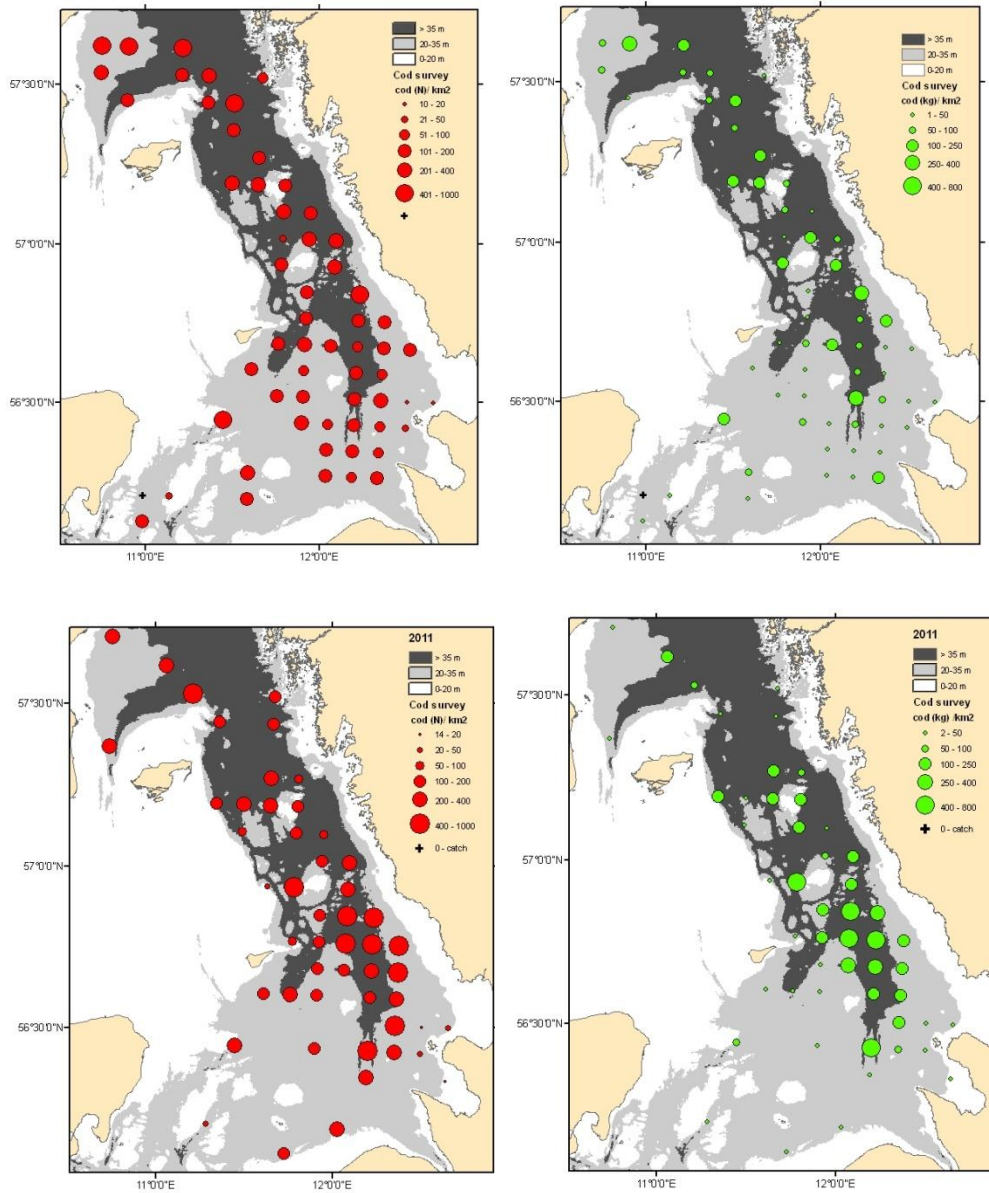 > 35 m
20-35 m
0-20 m
Cod survey
cod (N)/ km2
10 - 20
21 - 50
51 - 100
101 - 200
201 - 400
401 - 1000
57°30'0"N
57°0'0"N
56°30'0"N
11°0'0"E
12°0'0"E
> 35 m
20-35 m
0-20 m
Cod survey
cod (kg)/ km2
1 - 50
50 - 100
100 - 250
250- 400
400 - 800
57°30'0"N
57°0'0"N
56°30'0"N
11°0'0"E
12°0'0"E
2011
> 35 m
20-35 m
0-20 m
Cod survey
cod (N)/ km2
14 - 20
20 - 50
50 - 100
100 - 200
200 - 400
400 - 1000
0 - catch
57°30'0"N
57°0'0"N
56°30'0"N
11°0'0"E
12°0'0"E
2011
> 35 m
20-35 m
0-20 m
Cod survey
cod (kg) /km2
2 - 50
50 - 100
100 - 250
250 - 400
400 - 800
0 - catch
57°30'0"N
57°0'0"N
56°30'0"N
11°0'0"E
12°0'0"E